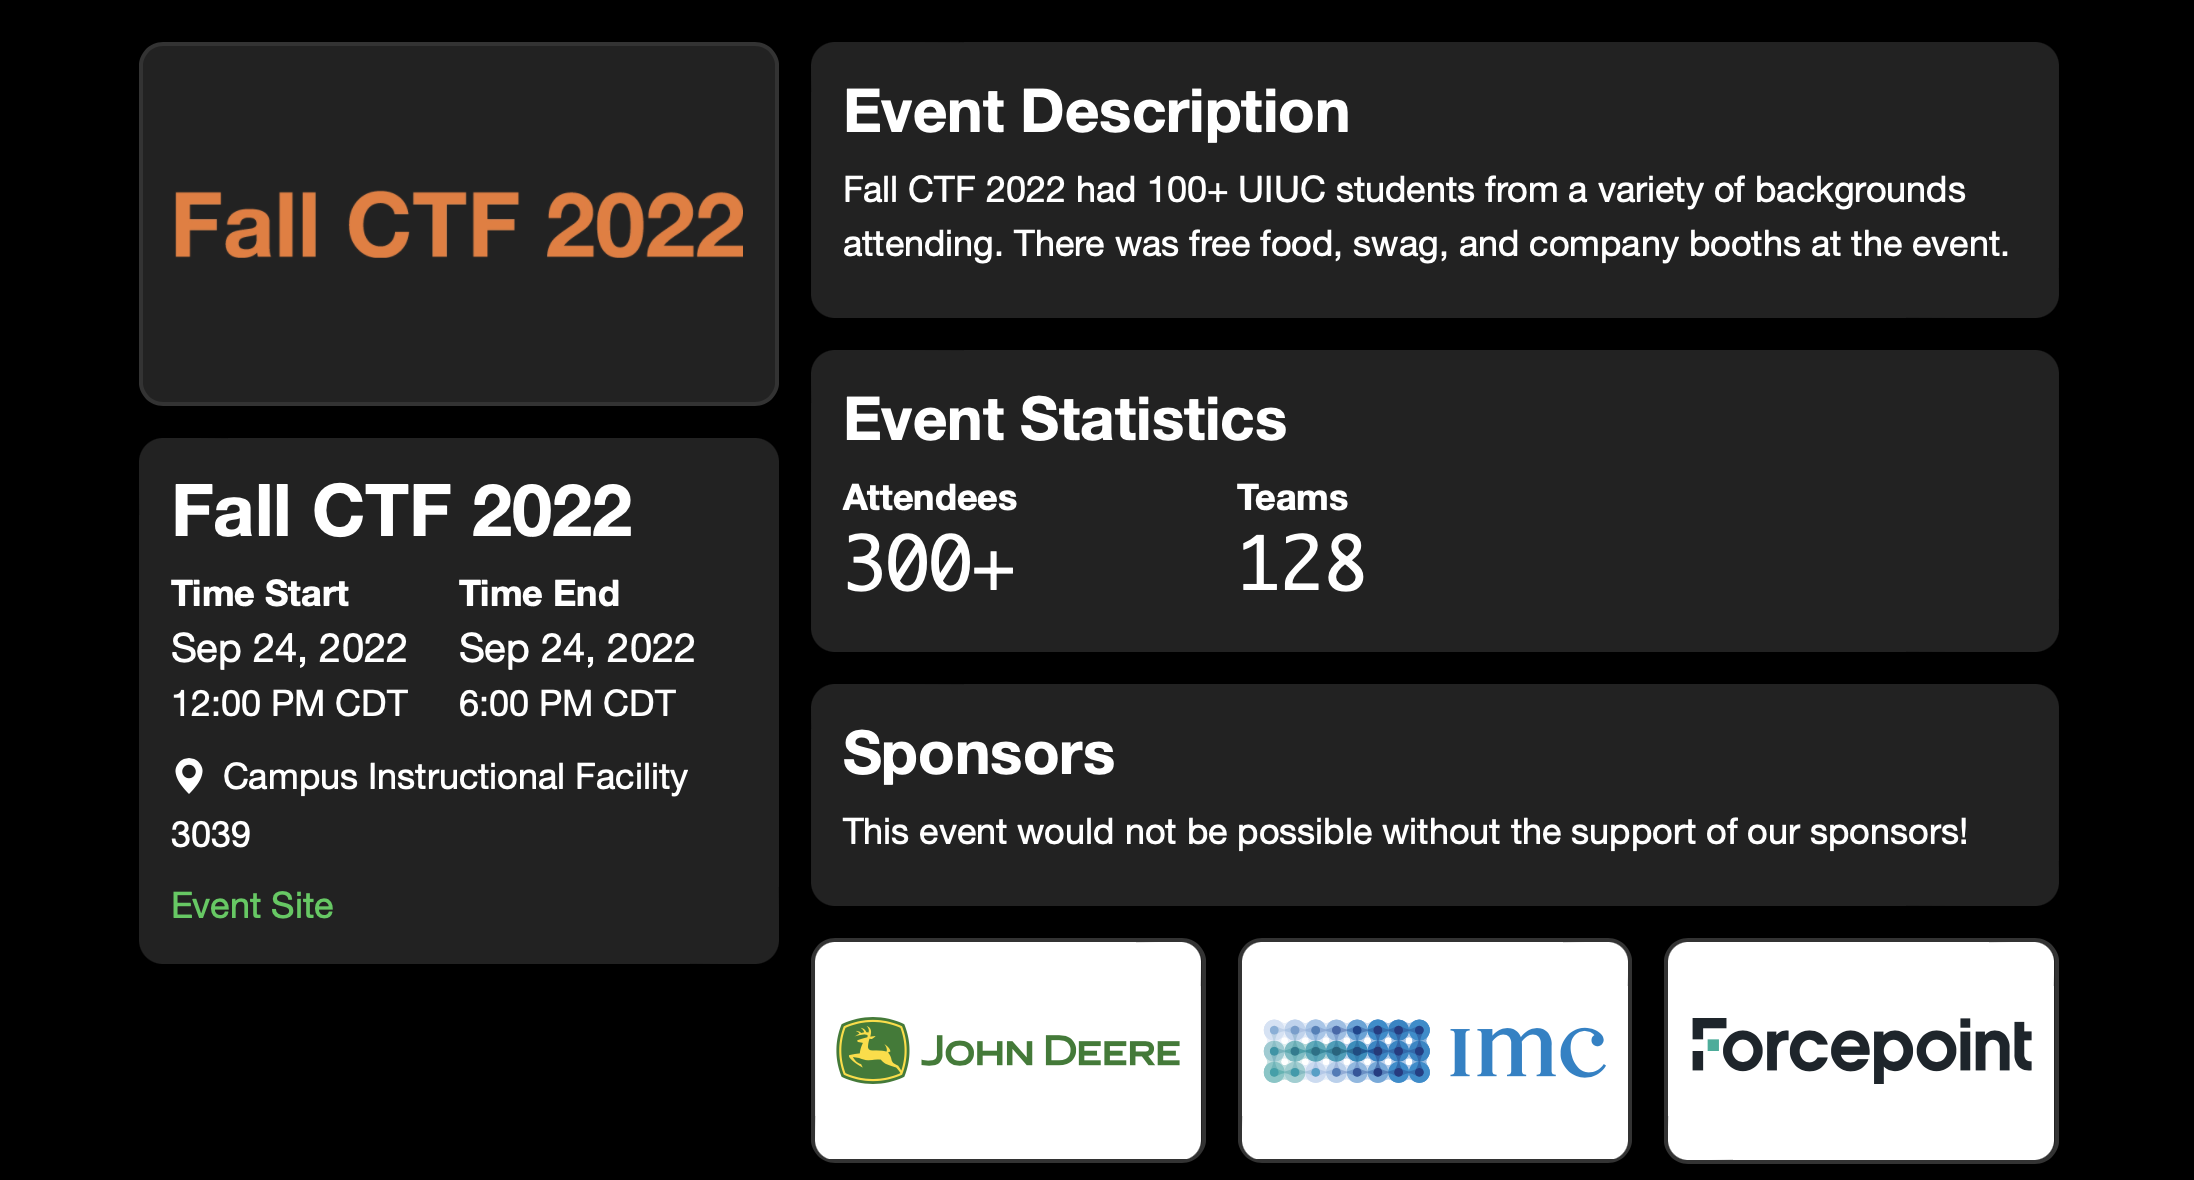 Fall CTF 2022
Fall CTF 2022
Time Start
Time End
Sep 24, 2022
Sep 24, 2022
12:00 PM CDT
6:00 PM CDT
Campus Instructional Facility
3039
Event Site
Event Description
Fall CTF 2022 had 100+ UIUC students from a variety of backgrounds
attending. There was free food, swag, and company booths at the event.
Event Statistics
Attendees
Teams
300+
128
Sponsors
This event would not be possible without the support of our sponsors!
JOHN DEERE
imc
Forcepoint